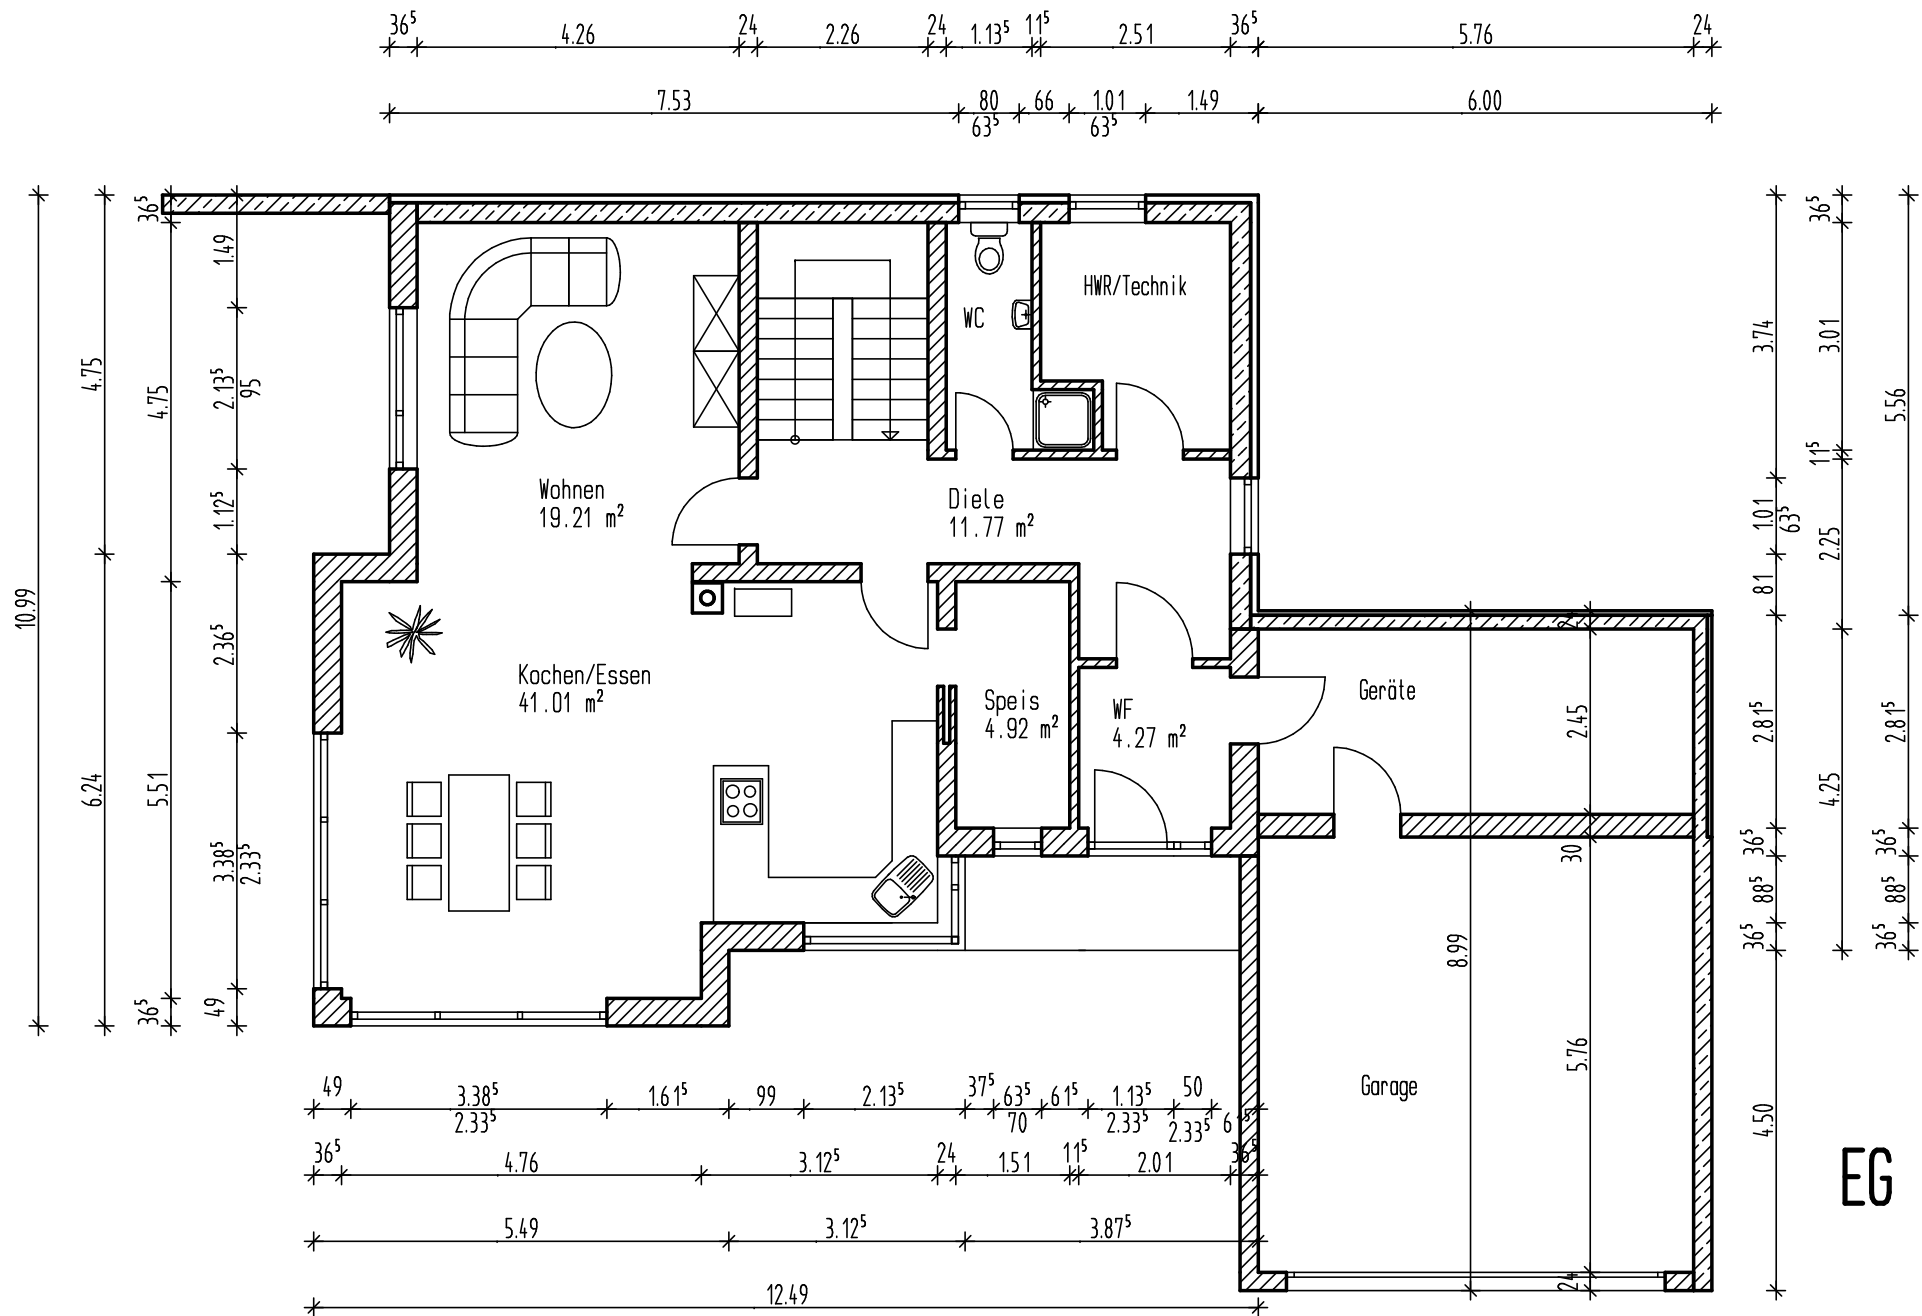 36⁵ 4.26 24 2.26 24 1.13⁵ 11⁵ 2.51 36⁵ 5.76 24
7.53 80 66 1.01 1.49 6.00
63⁵ 63⁵
36⁵ 36⁵
1.49
HWR/Technik
WC
3.74 3.01
4.75 4.75 2.13⁵ 95
5.56
Wohnen
19.21 m²
Diele
11.77 m²
1.12⁵
11⁵
1.01 63⁵
2.25
81
10.99
24
2.36⁵
Kochen/Essen
41.01 m²
Speis
4.92 m²
WF
4.27 m²
Geräte
2.45
2.81⁵ 2.81⁵
6.24 5.51
4.25
3.38⁵ 2.33⁵
30
36⁵ 36⁵
88⁵ 88⁵
8.99
36⁵ 36⁵
36⁵ 49
5.76
Garage
4.50
49 3.38⁵ 1.61⁵ 99 2.13⁵ 37⁵ 63⁵ 61⁵ 1.13⁵ 50
2.33⁵ 70 2.33⁵ 2.33⁵ 61⁵
36⁵ 4.76 3.12⁵ 24 1.51 11⁵ 2.01 36⁵
EG
5.49 3.12⁵ 3.87⁵
24
12.49